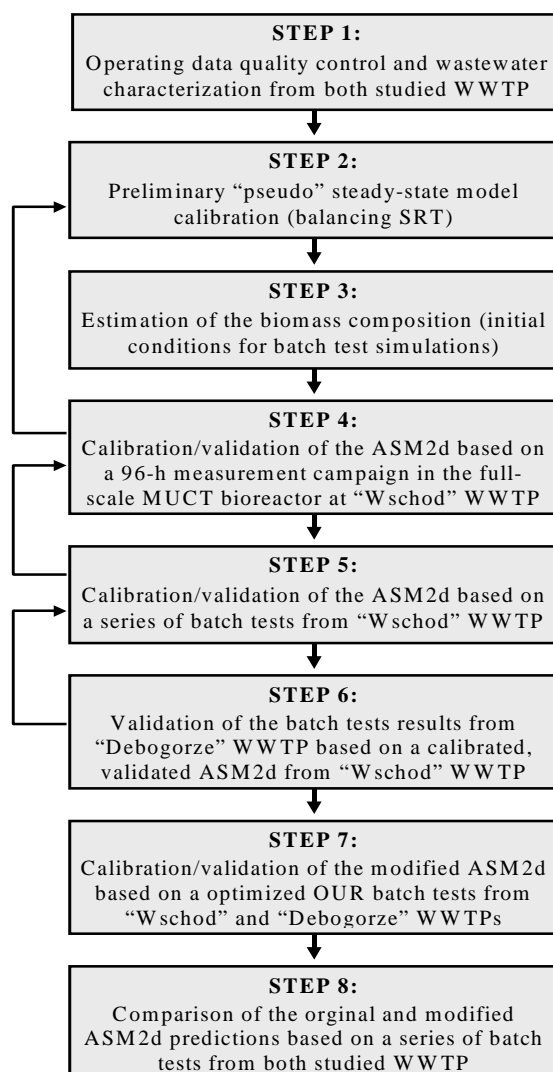 STEP 1:
Operating data quality control and wastewater
characterization from both studied WWTP
STEP 2:
Preliminary “pseudo” steady-state model
calibration (balancing SRT)
STEP 3:
Estimation of the biomass composition (initial
conditions for batch test simulations)
STEP 4:
Calibration/validation of the ASM2d based on
a 96-h measurement campaign in the full-
scale MUCT bioreactor at “Wschod” WWTP
STEP 5:
Calibration/validation of the ASM2d based on
a series of batch tests from “Wschod” WWTP
STEP 6:
Validation of the batch tests results from
“Debogorze” WWTP based on a calibrated,
validated ASM2d from “Wschod” WWTP
STEP 7:
Calibration/validation of the modified ASM2d
based on a optimized OUR batch tests from
“Wschod” and “Debogorze” WWTPs
STEP 8:
Comparison of the orginal and modified
ASM2d predictions based on a series of batch
tests from both studied WWTP